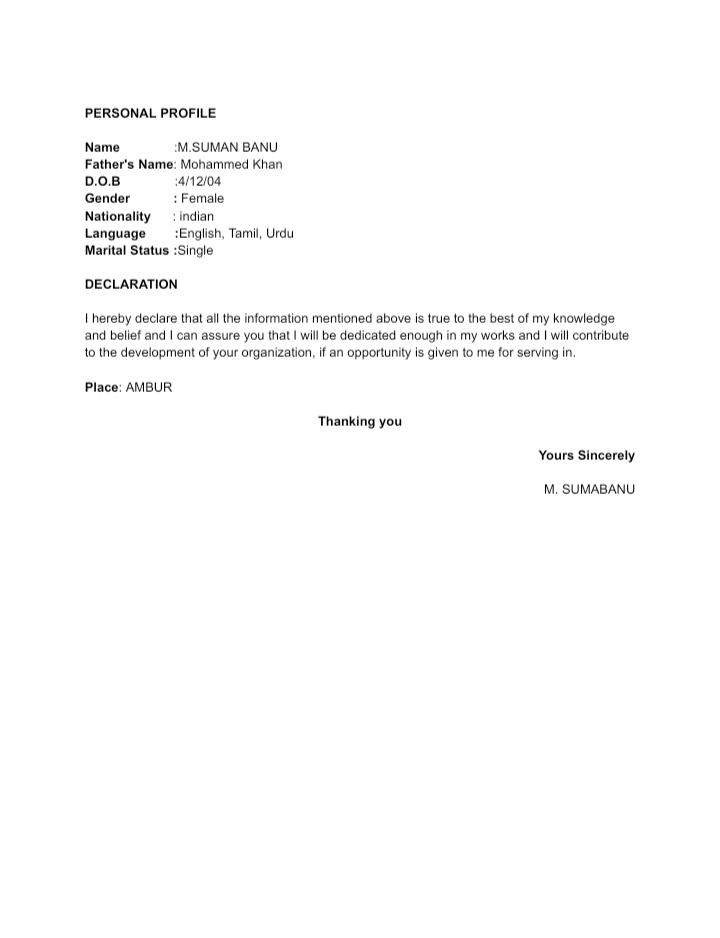 PERSONAL PROFILE
Name :M.SUMAN BANU
Father's Name: Mohammed Khan
D.O.B :4/12/04
Gender : Female
Nationality : indian
Language :English, Tamil, Urdu
Marital Status :Single
DECLARATION
I hereby declare that all the information mentioned above is true to the best of my knowledge
and belief and I can assure you that I will be dedicated enough in my works and I will contribute
to the development of your organization, if an opportunity is given to me for serving in.
Place: AMBUR
Thanking you
Yours Sincerely
M. SUMABANU